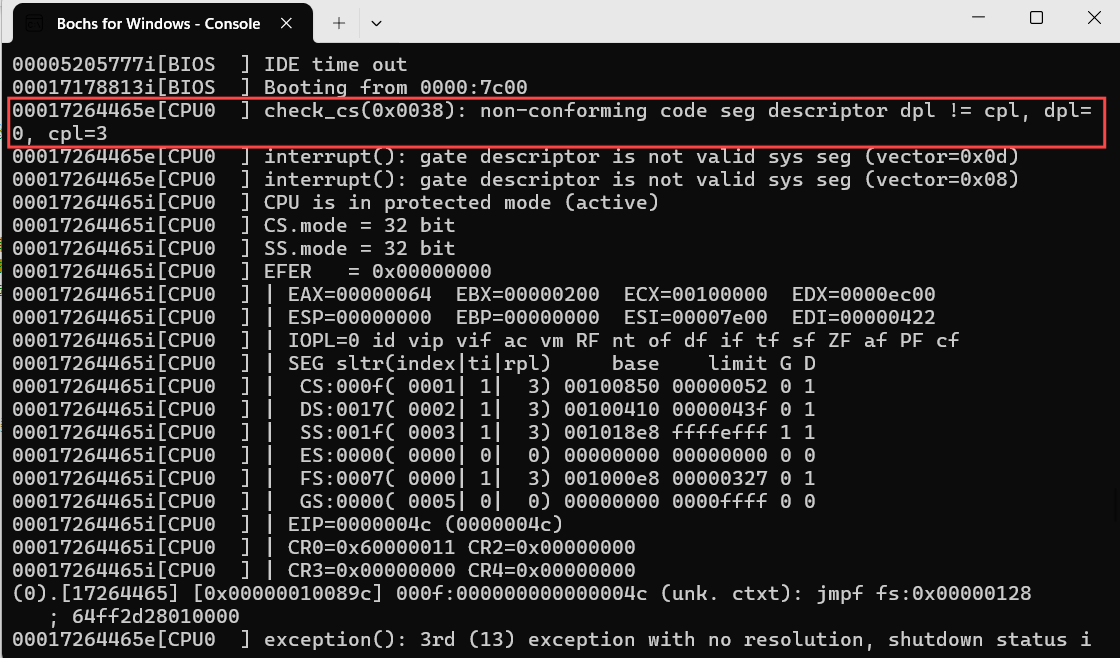 Bochs for Windows - Console
00005205777i[BIOS  ] IDE time out
00017178813i[BIOS  ] Booting from 0000:7c00
00017264465e[CPU0  ] check_cs(0x0038): non-conforming code seg descriptor dpl != cpl, dpl=
0, cpl=3
00017264465e[CPU0  ] interrupt(): gate descriptor is not valid sys seg (vector=0x0d)
00017264465e[CPU0  ] interrupt(): gate descriptor is not valid sys seg (vector=0x08)
00017264465i[CPU0  ] CPU is in protected mode (active)
00017264465i[CPU0  ] CS.mode = 32 bit
00017264465i[CPU0  ] SS.mode = 32 bit
00017264465i[CPU0  ] EFER   = 0x00000000
00017264465i[CPU0  ] | EAX=00000064  EBX=00000200  ECX=00100000  EDX=0000ec00
00017264465i[CPU0  ] | ESP=00000000  EBP=00000000  ESI=00007e00  EDI=00000422
00017264465i[CPU0  ] | IOPL=0 id vip vif ac vm RF nt of df if tf sf ZF af PF cf
00017264465i[CPU0  ] | SEG sltr(index|ti|rpl)     base    limit G D
00017264465i[CPU0  ] |  CS:000f( 0001| 1|  3) 00100850 00000052 0 1
00017264465i[CPU0  ] |  DS:0017( 0002| 1|  3) 00100410 0000043f 0 1
00017264465i[CPU0  ] |  SS:001f( 0003| 1|  3) 001018e8 ffffefff 1 1
00017264465i[CPU0  ] |  ES:0000( 0000| 0|  0) 00000000 00000000 0 0
00017264465i[CPU0  ] |  FS:0007( 0000| 1|  3) 001000e8 00000327 0 1
00017264465i[CPU0  ] |  GS:0000( 0005| 0|  0) 00000000 0000ffff 0 0
00017264465i[CPU0  ] | EIP=0000004c (0000004c)
00017264465i[CPU0  ] | CR0=0x60000011 CR2=0x00000000
00017264465i[CPU0  ] | CR3=0x00000000 CR4=0x00000000
(0).[17264465] [0x00000010089c] 000f:000000000000004c (unk. ctxt): jmpf fs:0x00000128
; 64ff2d28010000
00017264465e[CPU0  ] exception(): 3rd (13) exception with no resolution, shutdown status i